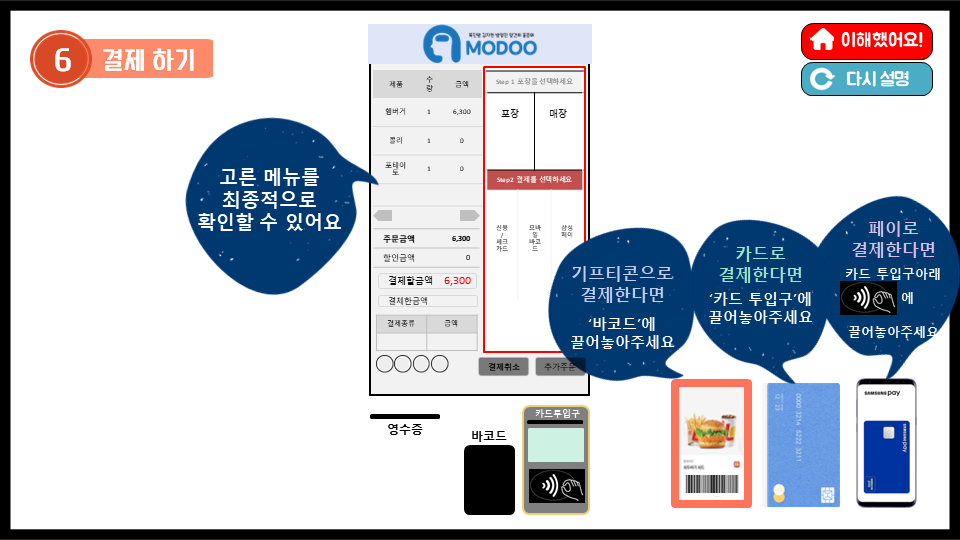 6
결제 하기
이해했어요!
다시 설명
MODOO
제품 수량 금액
햄버거 1 6,300
콜라 1 0
포테이토 1 0
주문금액 6,300
할인금액 0
결제할금액 6,300
결제한금액
결제종류 금액
Step 1 포장을 선택하세요
포장 매장
Step2 결제를 선택하세요
신용/체크카드
모바일바코드
삼성페이
결제취소
추가주문
고른 메뉴를
최종적으로
확인할 수 있어요
기프티콘으로
결제한다면
‘바코드’에
끌어놓아주세요
카드로
결제한다면
‘카드 투입구’에
끌어놓아주세요
페이로
결제한다면
카드 투입구아래
에
끌어놓아주세요
영수증
바코드
카드투입구
0000 3214 5222 3211
SAMSUNG pay
SAMSUNG pay